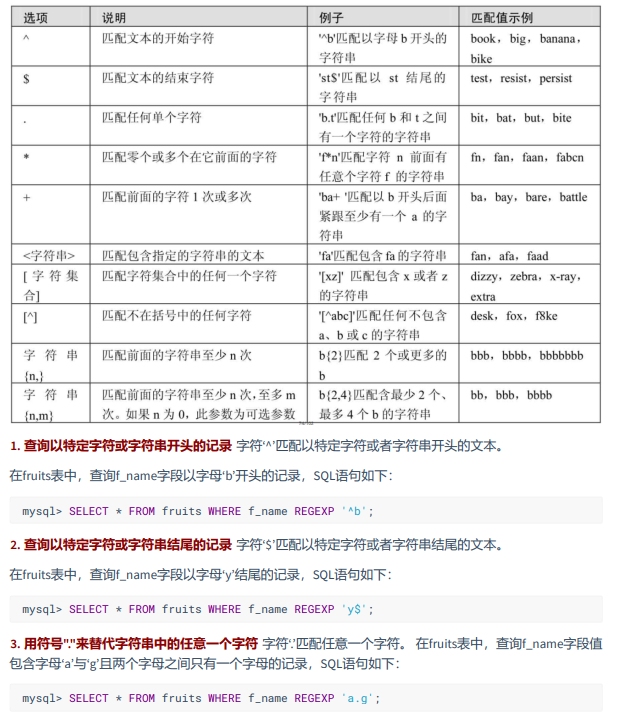 选项 说明 例子 匹配值示例
^ 匹配文本的开始字符 '^b'匹配以字母 b 开头的 book，big，banana，
字符串 bike
$ 匹配文本的结束字符 'st$'匹配以 st 结尾的 test，resist，persist
字符串
. 匹配任何单个字符 'b.t'匹配任何 b 和 t 之间 bit，bat，but，bite
有一个字符的字符串
* 匹配零个或多个在它前面的字符 'f*n'匹配字符 n 前面有 fn，fan，faan，fabcn
任意个字符 f 的字符串
+ 匹配前面的字符 1 次或多次 'ba+ '匹配以 b 开头后面 ba，bay，bare，battle
紧跟至少有一个 a 的字
符串
<字符串> 匹配包含指定的字符串的文本 'fa'匹配包含 fa 的字符串 fan，afa，faad
[字符集 匹配字符集合中的任何一个字符 '[xz]' 匹配包含 x 或者 z dizzy，zebra，x-ray，
合] 的字符串 extra
[^] 匹配不在括号中的任何字符 '[^abc]'匹配任何不包含 desk，fox，f8ke
a、b 或 c 的字符串
字符串 匹配前面的字符串至少 n 次 b{2}匹配 2 个或更多的 bbb，bbbb，bbbbbbb
{n,} b
字符串 匹配前面的字符串至少 n 次，至多 m b{2,4}匹配含最少 2 个、 bb，bbb，bbbb
{n,m} 次。如果 n 为 0，此参数为可选参数 最多 4 个 b 的字符串
1. 查询以特定字符或字符串开头的记录 字符'^'匹配以特定字符或者字符串开头的文本。
在fruits表中，查询f_name字段以字母'b'开头的记录，SQL语句如下：
mysql> SELECT * FROM fruits WHERE f_name REGEXP '^b';
2. 查询以特定字符或字符串结尾的记录 字符'$'匹配以特定字符或者字符串结尾的文本。
在fruits表中，查询f_name字段以字母'y'结尾的记录，SQL语句如下：
mysql> SELECT * FROM fruits WHERE f_name REGEXP 'y$';
3. 用符号"."来替代字符串中的任意一个字符 字符'.'匹配任意一个字符。 在fruits表中，查询f_name字段值
包含字母'a'与'g'且两个字母之间只有一个字母的记录，SQL语句如下：
mysql> SELECT * FROM fruits WHERE f_name REGEXP 'a.g';